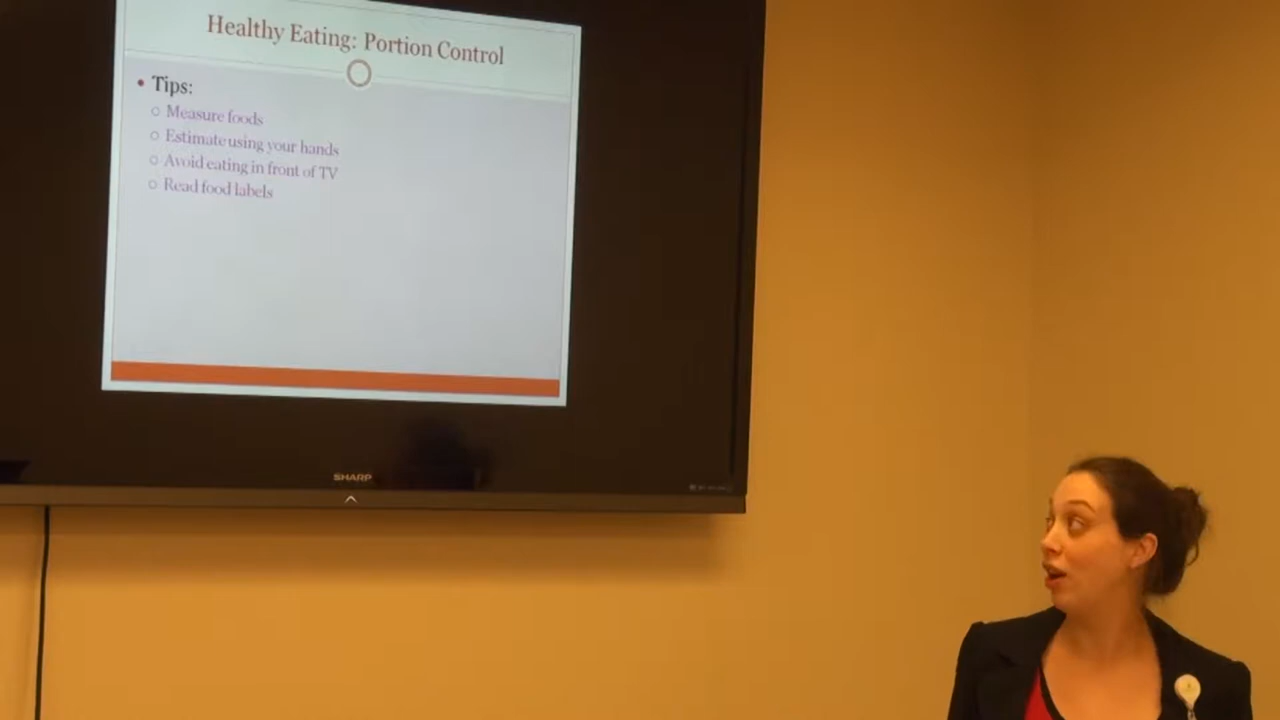 Healthy Eating: Portion Control
• Tips:
○ Measure foods
○ Estimate using your hands
○ Avoid eating in front of TV
○ Read food labels
SHARP